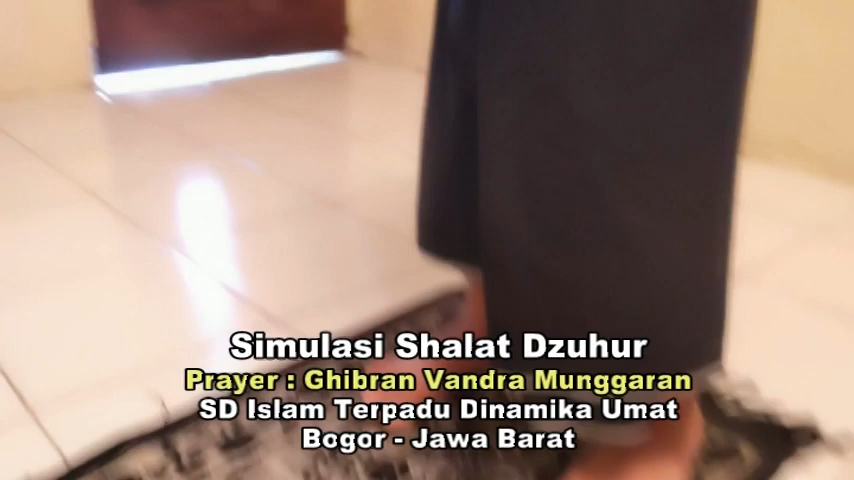 Simulasi Shalat Dzuhur
Prayer : Ghibran Vandra Munggaran
SD Islam Terpadu Dinamika Umat
Bogor - Jawa Barat